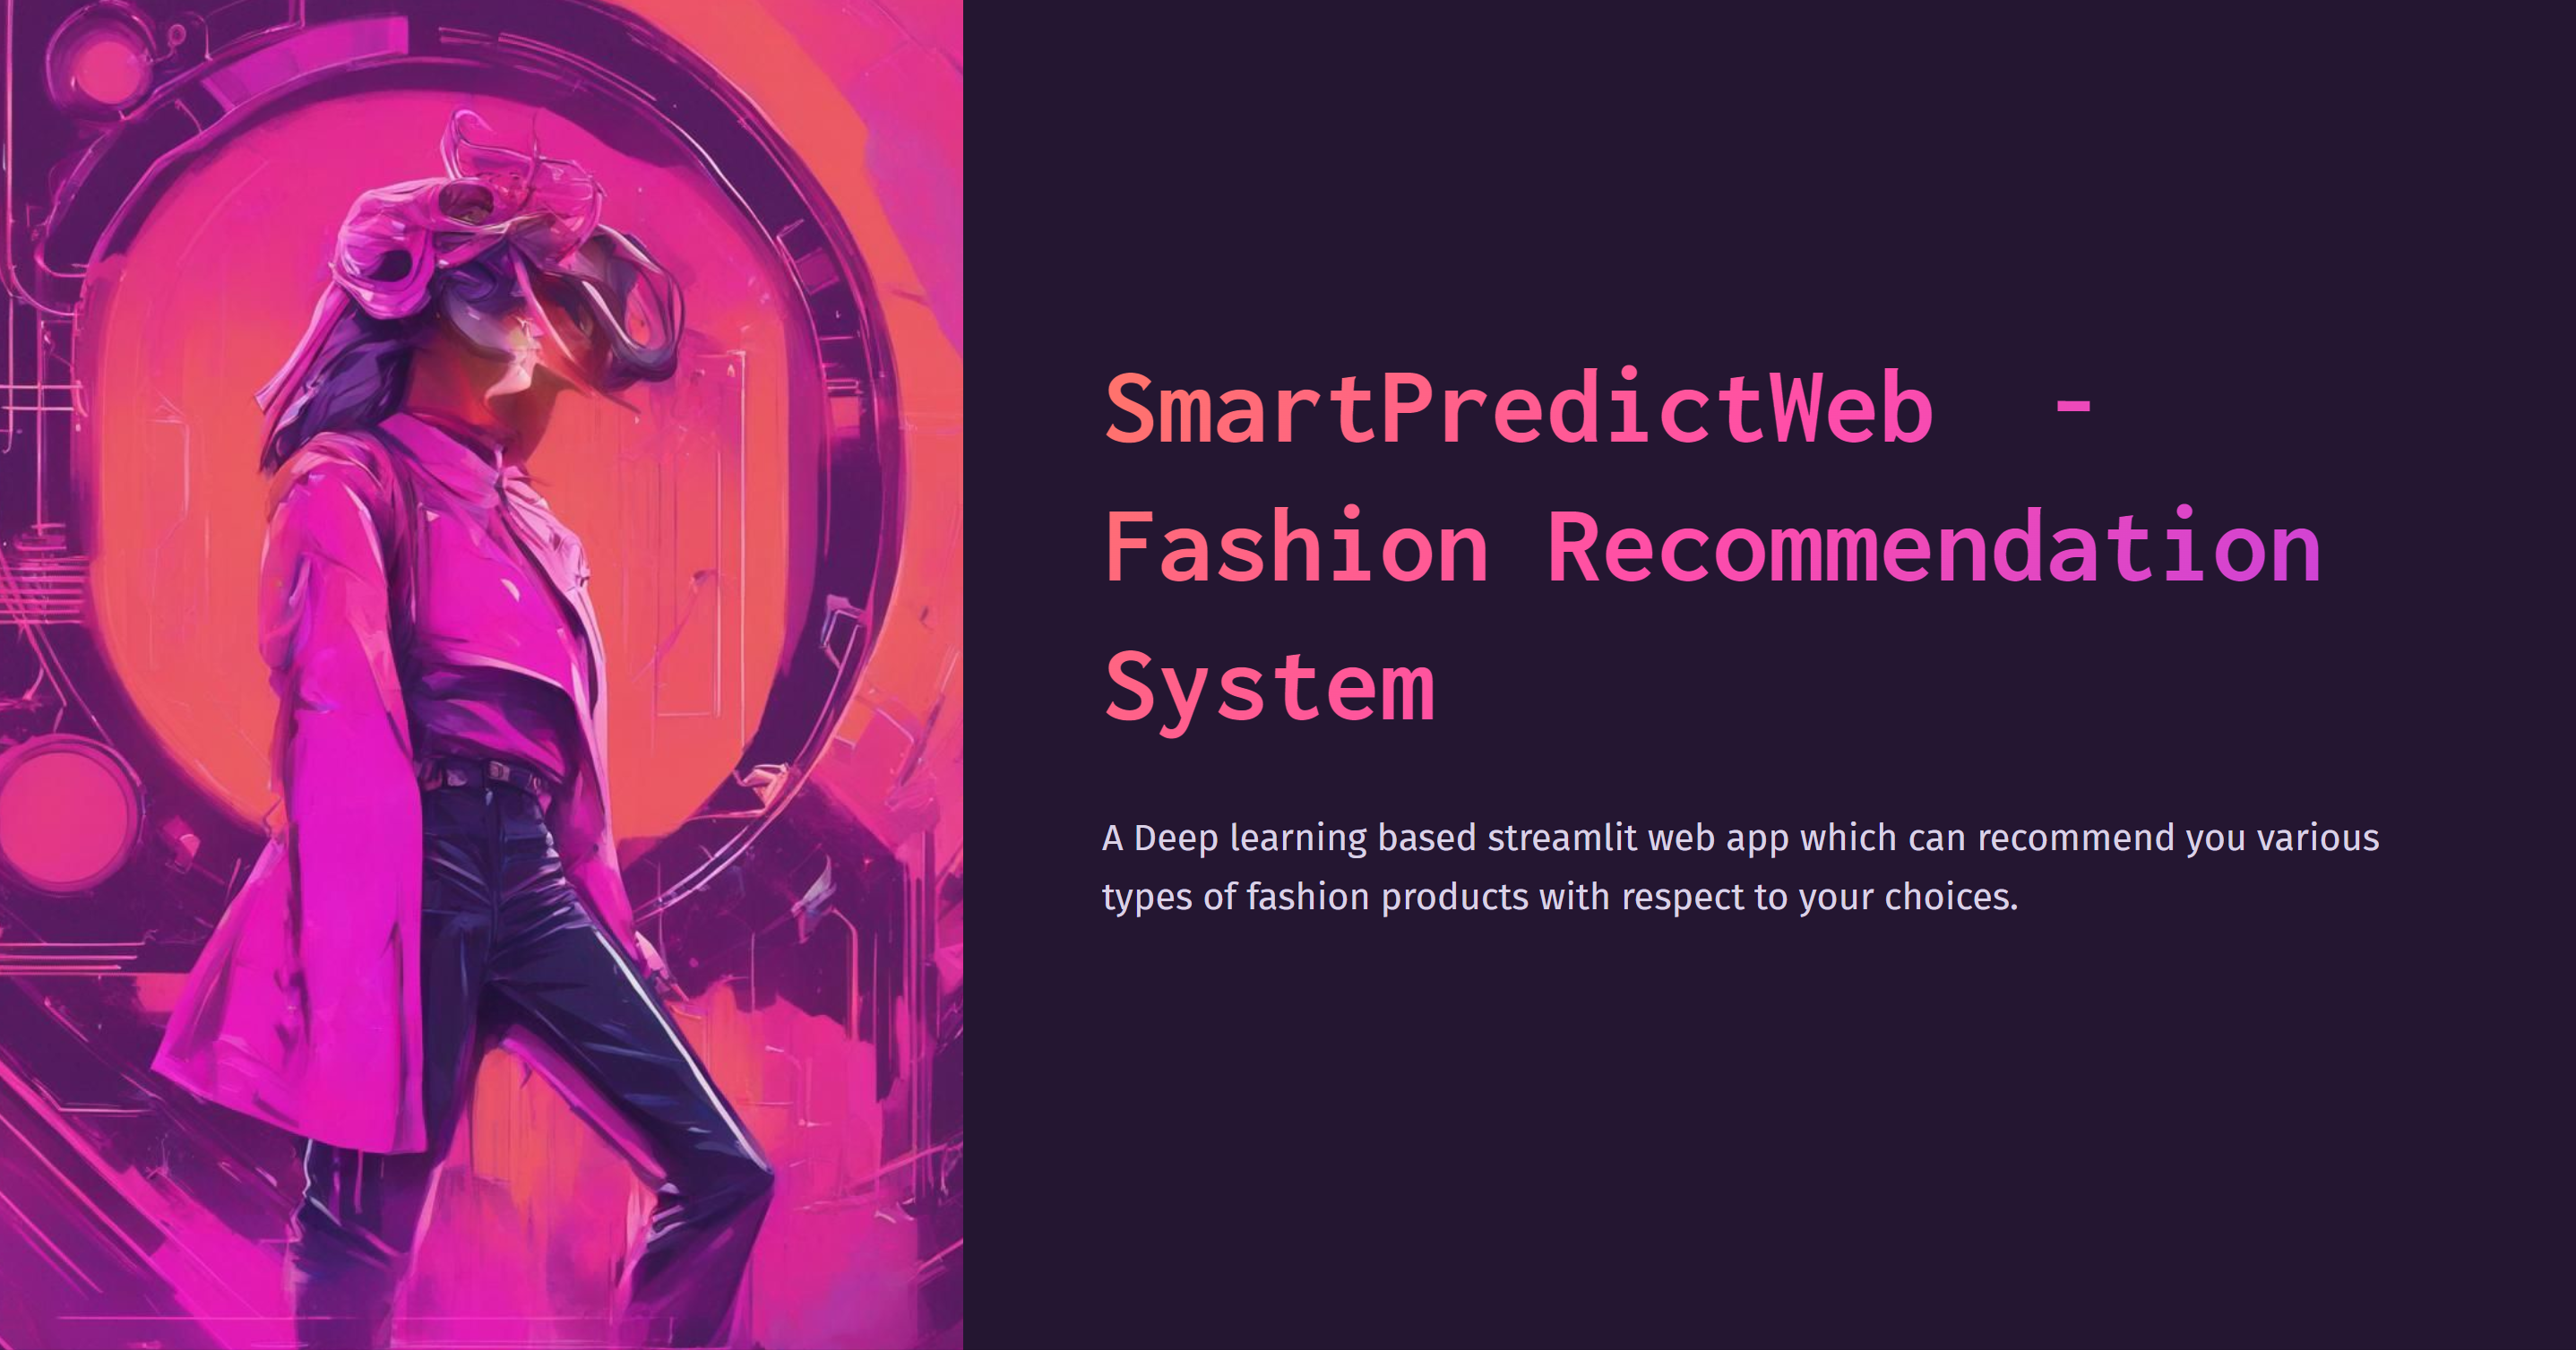 SmartPredictWeb  -
Fashion Recommendation
System
A Deep learning based streamlit web app which can recommend you various
types of fashion products with respect to your choices.